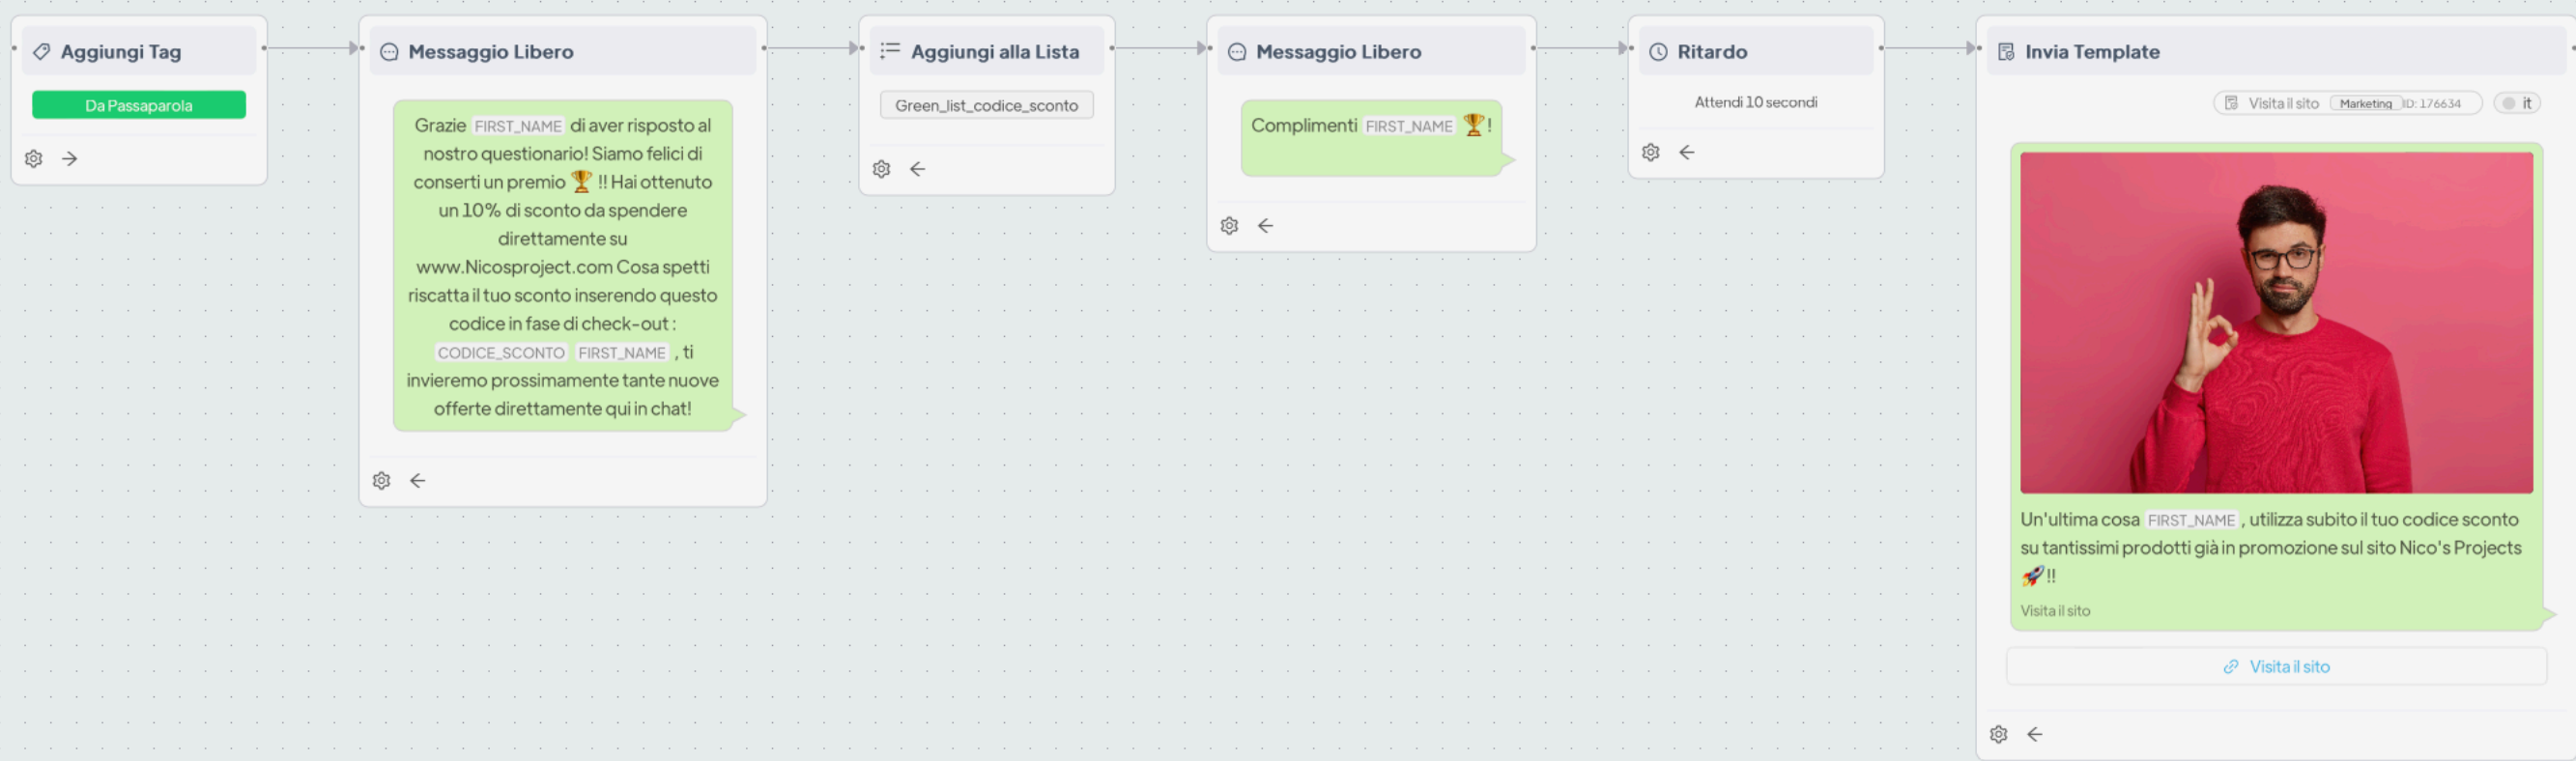 Aggiungi Tag
Da Passaparola
Messaggio Libero
Grazie FIRST_NAME di aver risposto al
nostro questionario! Siamo felici di
conserti un premio 🏆 !! Hai ottenuto
un 10% di sconto da spendere
direttamente su
www.Nicosproject.com Cosa spetti
riscatta il tuo sconto inserendo questo
codice in fase di check-out :
CODICE_SCONTO FIRST_NAME , ti
invieremo prossimamente tante nuove
offerte direttamente qui in chat!
Aggiungi alla Lista
Green_list_codice_sconto
Messaggio Libero
Complimenti FIRST_NAME 🏆!
Ritardo
Attendi 10 secondi
Invia Template
Visita il sito Marketing ID: 176634 it
Un'ultima cosa FIRST_NAME , utilizza subito il tuo codice sconto
su tantissimi prodotti già in promozione sul sito Nico's Projects
🚀!!
Visita il sito
Visita il sito